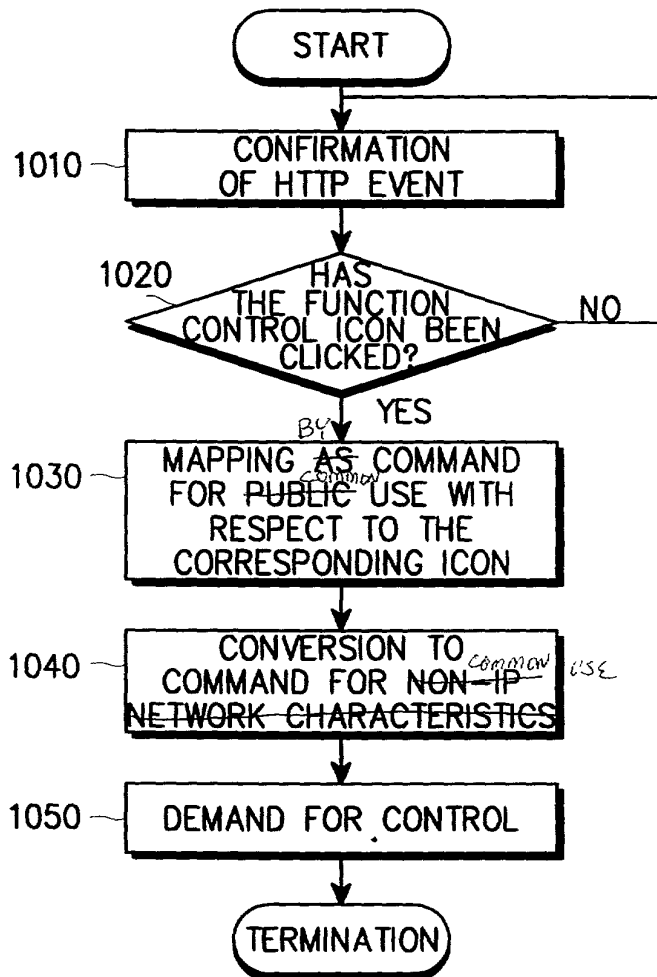 START
1010
CONFIRMATION
OF HTTP EVENT
1020
HAS
THE FUNCTION
CONTROL ICON BEEN
CLICKED?
NO
YES
BY
1030
MAPPING AS COMMAND
common
FOR PUBLIC USE WITH
RESPECT TO THE
CORRESPONDING ICON
1040
CONVERSION TO
common USE
COMMAND FOR NON-IP
NETWORK CHARACTERISTICS
1050
DEMAND FOR CONTROL
TERMINATION